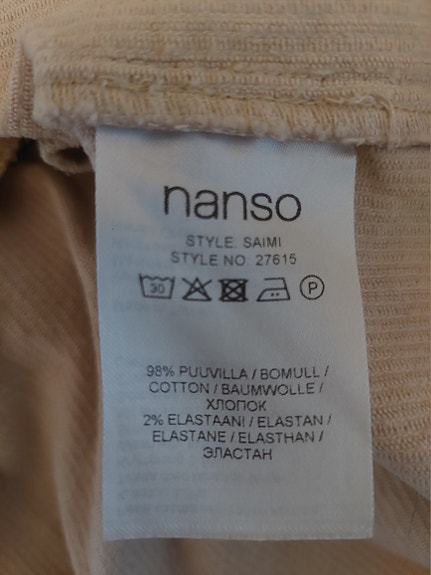 nanso
STYLE: SAIMI
STYLE NO: 27615
30 P
98% PUUVILLA / BOMULL /
COTTON / BAUMWOLLE /
ХЛОПОК
2% ELASTAANI / ELASTAN /
ELASTANE / ELASTHAN /
ЭЛАСТАН